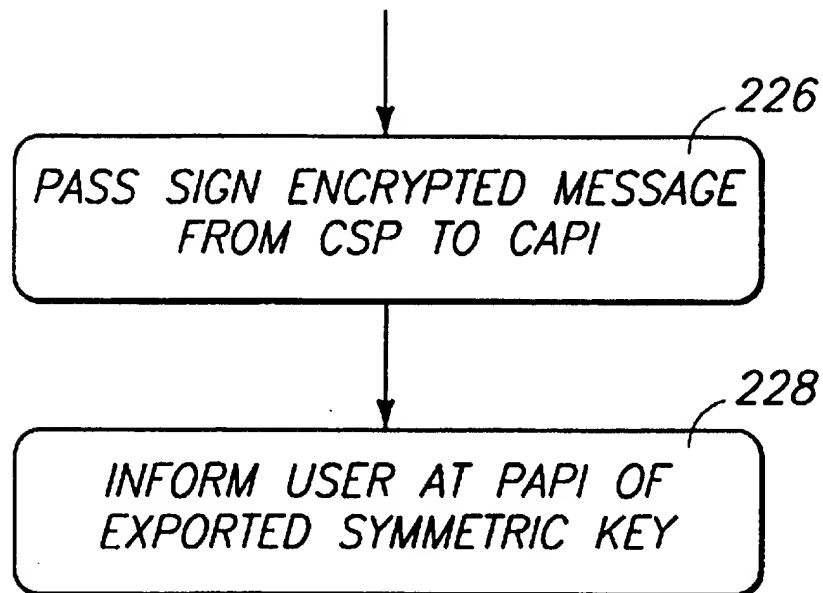 226
PASS SIGN ENCRYPTED MESSAGE
FROM CSP TO CAPI
228
INFORM USER AT PAPI OF
EXPORTED SYMMETRIC KEY